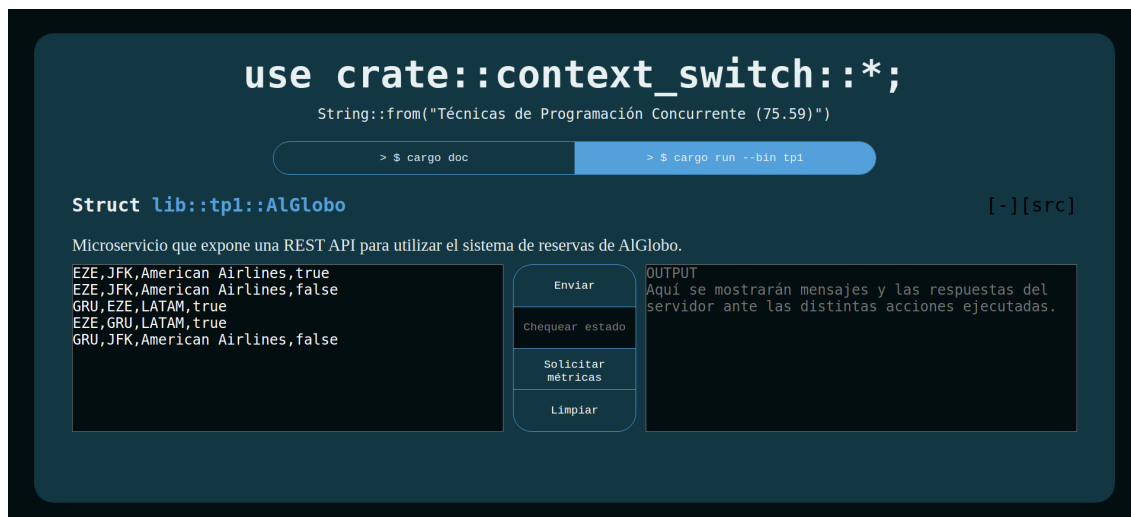 use crate::context_switch::*;
String::from("Técnicas de Programación Concurrente (75.59)")
> $ cargo doc
> $ cargo run --bin tp1
Struct lib::tp1::AlGlobo
[-][src]
Microservicio que expone una REST API para utilizar el sistema de reservas de AlGlobo.
EZE,JFK,American Airlines,true
EZE,JFK,American Airlines,false
GRU,EZE,LATAM,true
EZE,GRU,LATAM,true
GRU,JFK,American Airlines,false
Enviar
Chequear estado
Solicitar
métricas
Limpiar
OUTPUT
Aquí se mostrarán mensajes y las respuestas del
servidor ante las distintas acciones ejecutadas.